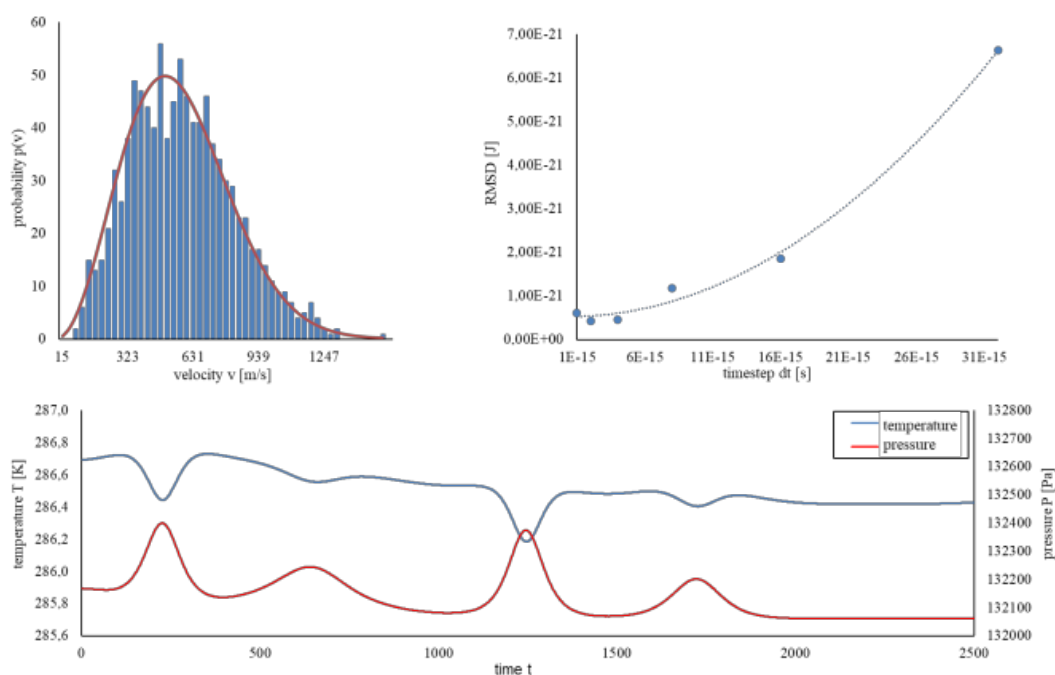 60
50
40
30
20
10
0
probability p(v)
15 323 631 939 1247
velocity v [m/s]
7,00E-21
6,00E-21
5,00E-21
4,00E-21
3,00E-21
2,00E-21
1,00E-21
0,00E+00
RMSD [J]
1E-15 6E-15 11E-15 16E-15 21E-15 26E-15 31E-15
timestep dt [s]
287,0
286,8
286,6
286,4
286,2
286,0
285,8
285,6
temperature T [K]
temperature
pressure
132800
132700
132600
132500
132400
132300
132200
132100
132000
pressure P [Pa]
0 500 1000 1500 2000 2500
time t